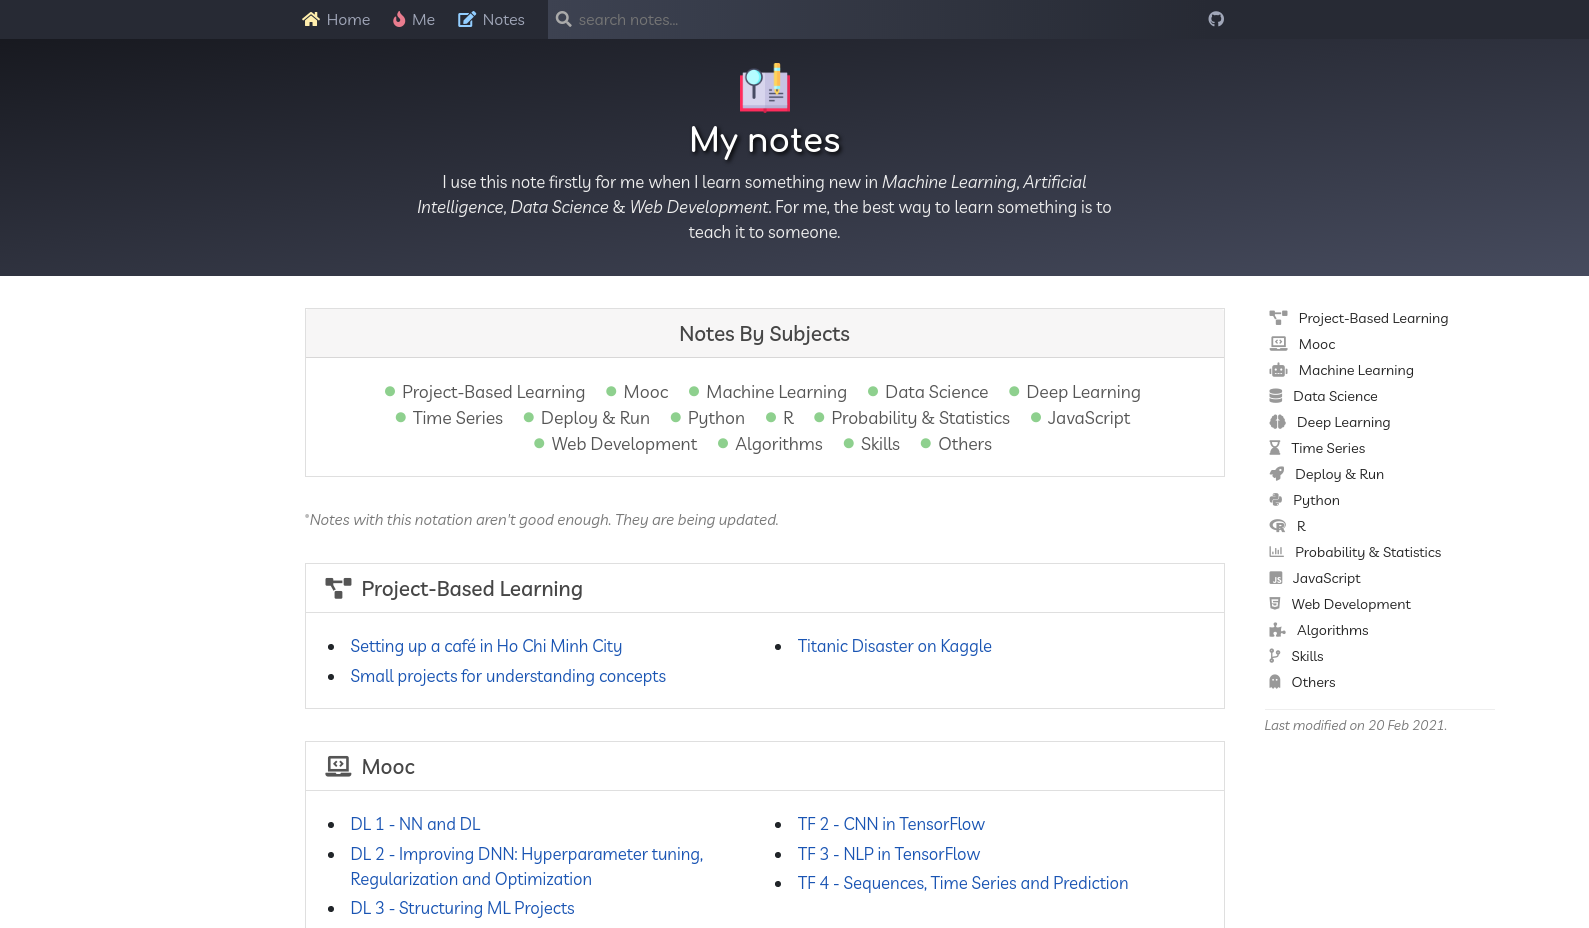 Home Me Notes search notes...
My notes
I use this note firstly for me when I learn something new in Machine Learning, Artificial
Intelligence, Data Science & Web Development. For me, the best way to learn something is to
teach it to someone.
Notes By Subjects
Project-Based Learning Mooc Machine Learning Data Science Deep Learning
Time Series Deploy & Run Python R Probability & Statistics JavaScript
Web Development Algorithms Skills Others
*Notes with this notation aren't good enough. They are being updated.
Project-Based Learning
Setting up a café in Ho Chi Minh City
Small projects for understanding concepts
Titanic Disaster on Kaggle
Mooc
DL 1 - NN and DL
DL 2 - Improving DNN: Hyperparameter tuning,
Regularization and Optimization
DL 3 - Structuring ML Projects
TF 2 - CNN in TensorFlow
TF 3 - NLP in TensorFlow
TF 4 - Sequences, Time Series and Prediction
Project-Based Learning
Mooc
Machine Learning
Data Science
Deep Learning
Time Series
Deploy & Run
Python
R
Probability & Statistics
JavaScript
Web Development
Algorithms
Skills
Others
Last modified on 20 Feb 2021.